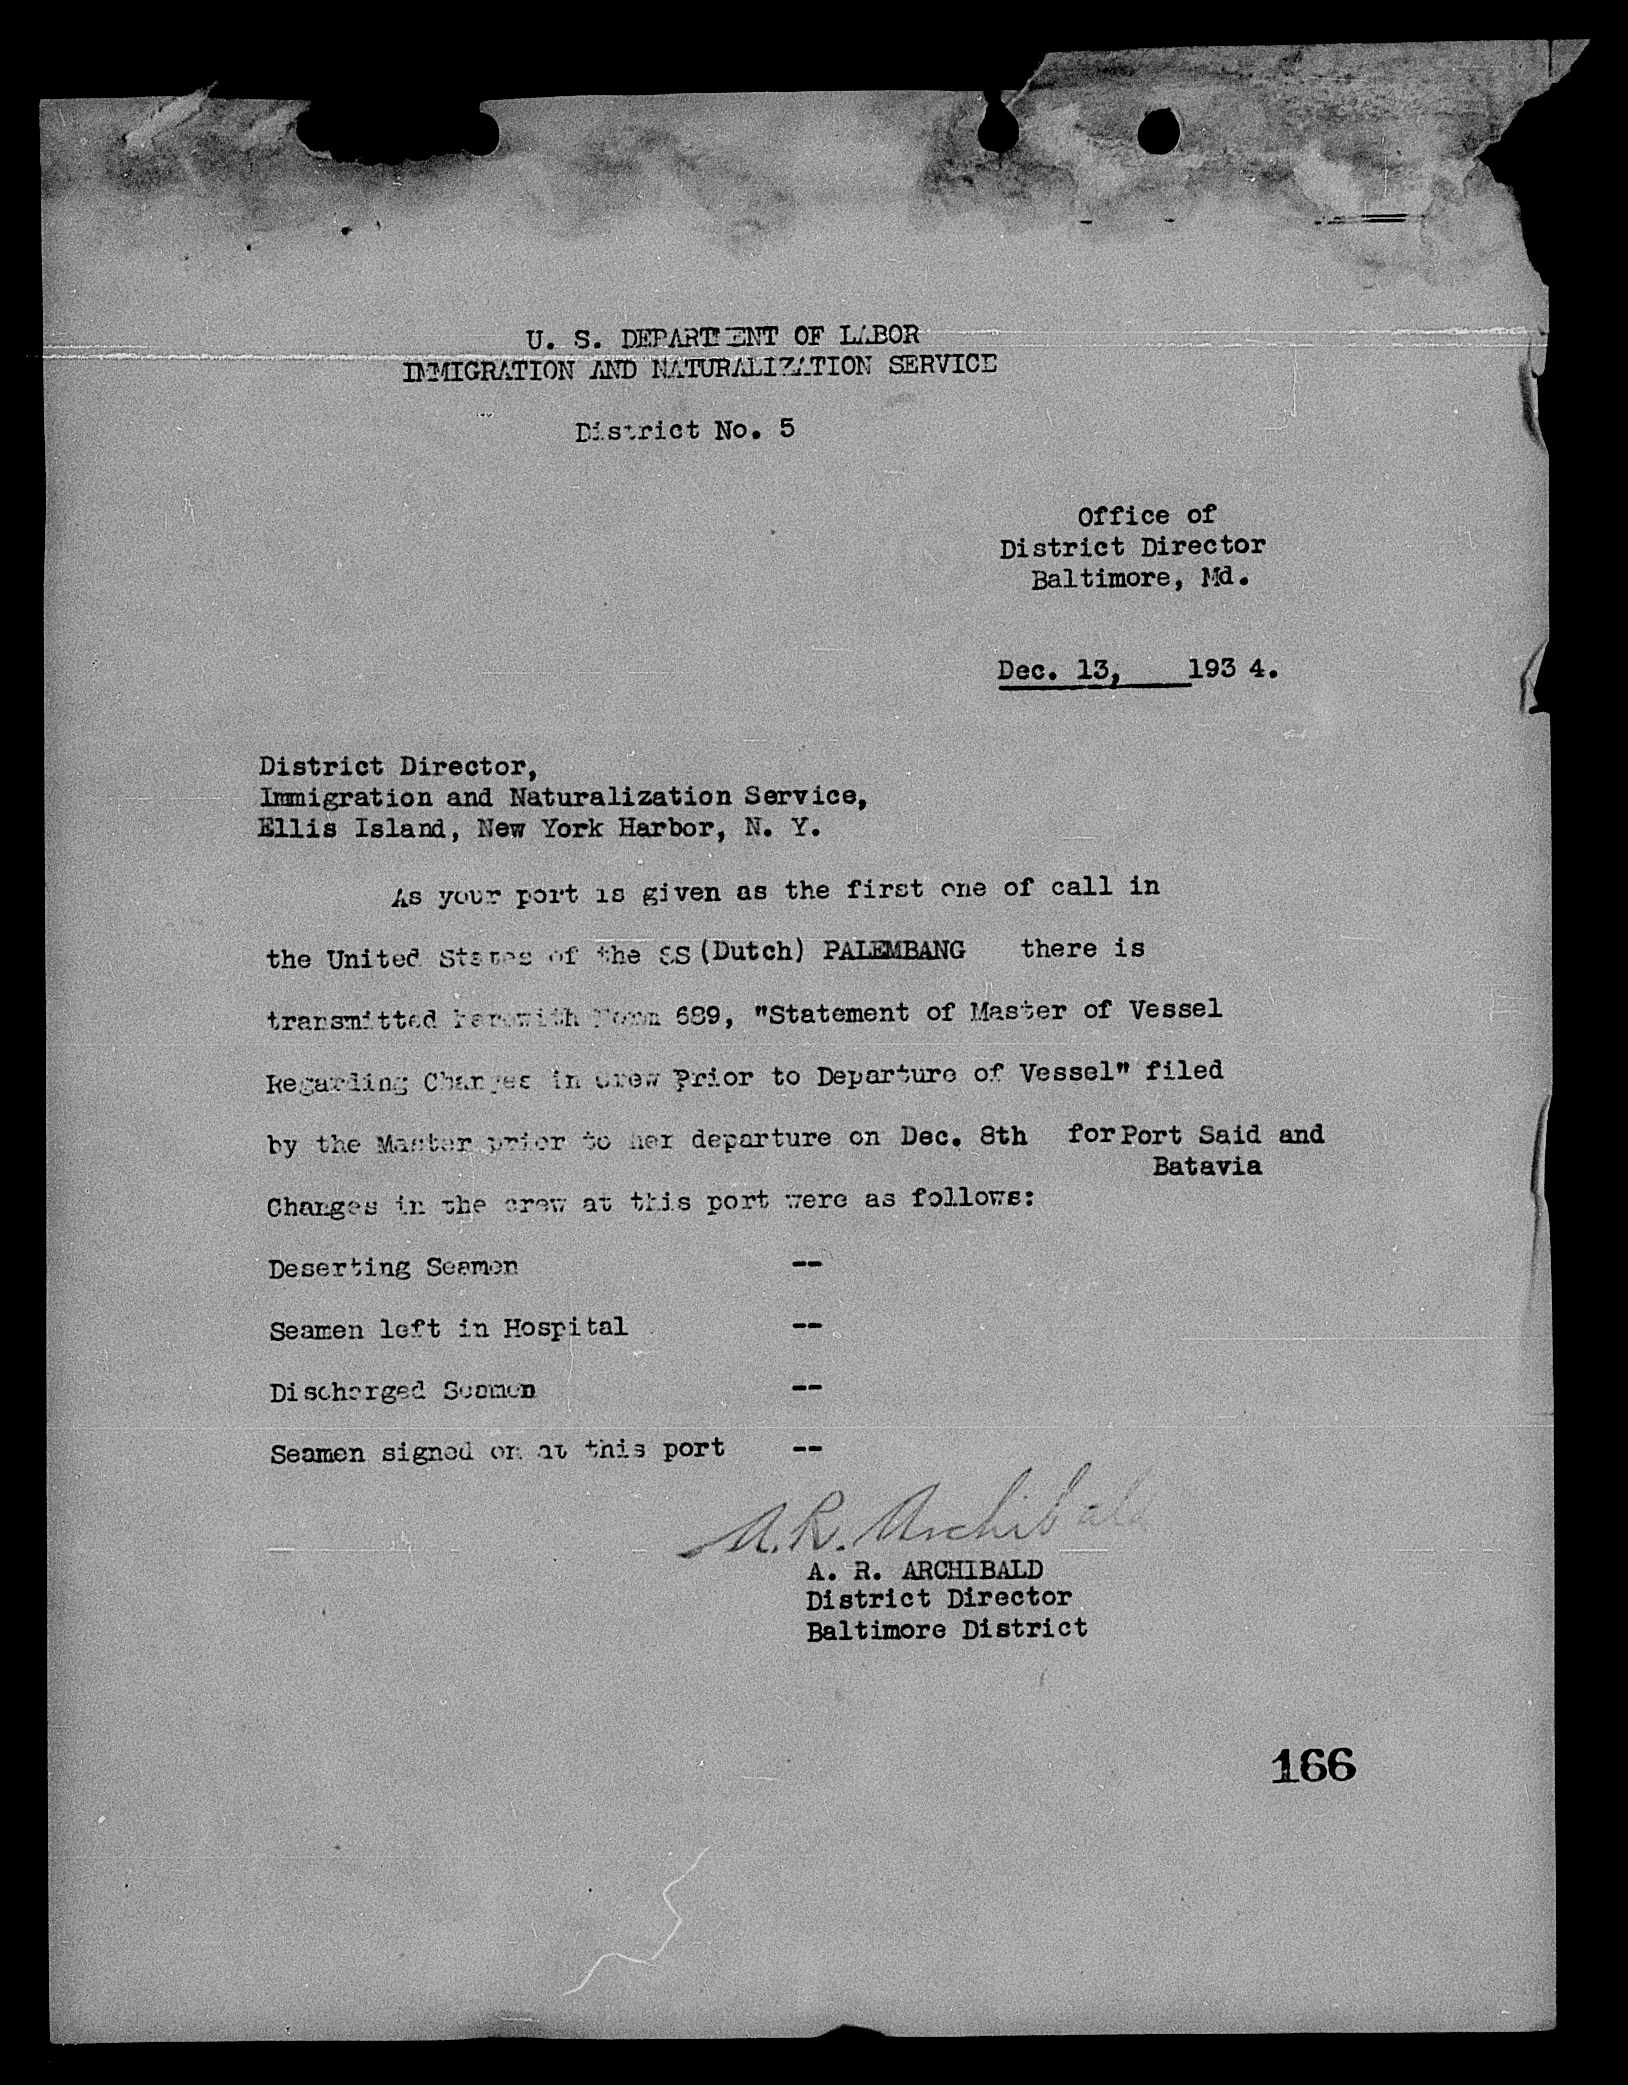 U. S. DEPARTMENT OF LABOR
IMMIGRATION AND NATURALIZATION SERVICE
District No. 5
Office of
District Director
Baltimore, Md.
Dec. 13, 193 4.
District Director,
Immigration and Naturalization Service,
Ellis Island, New York Harbor, N. Y.
As your port is given as the first one of call in
the United States of the SS (Dutch) PALEMBANG there is
transmitted herewith Form 689, "Statement of Master of Vessel
Regarding Changes in Crew Prior to Departure of Vessel" filed
by the Master prior to her departure on Dec. 8th for Port Said and
Batavia
Changes in the crew at this port were as follows:
Deserting Seamen --
Seamen left in Hospital --
Discharged Seamen --
Seamen signed on at this port --
A. R. Archibald
A. R. ARCHIBALD
District Director
Baltimore District
166